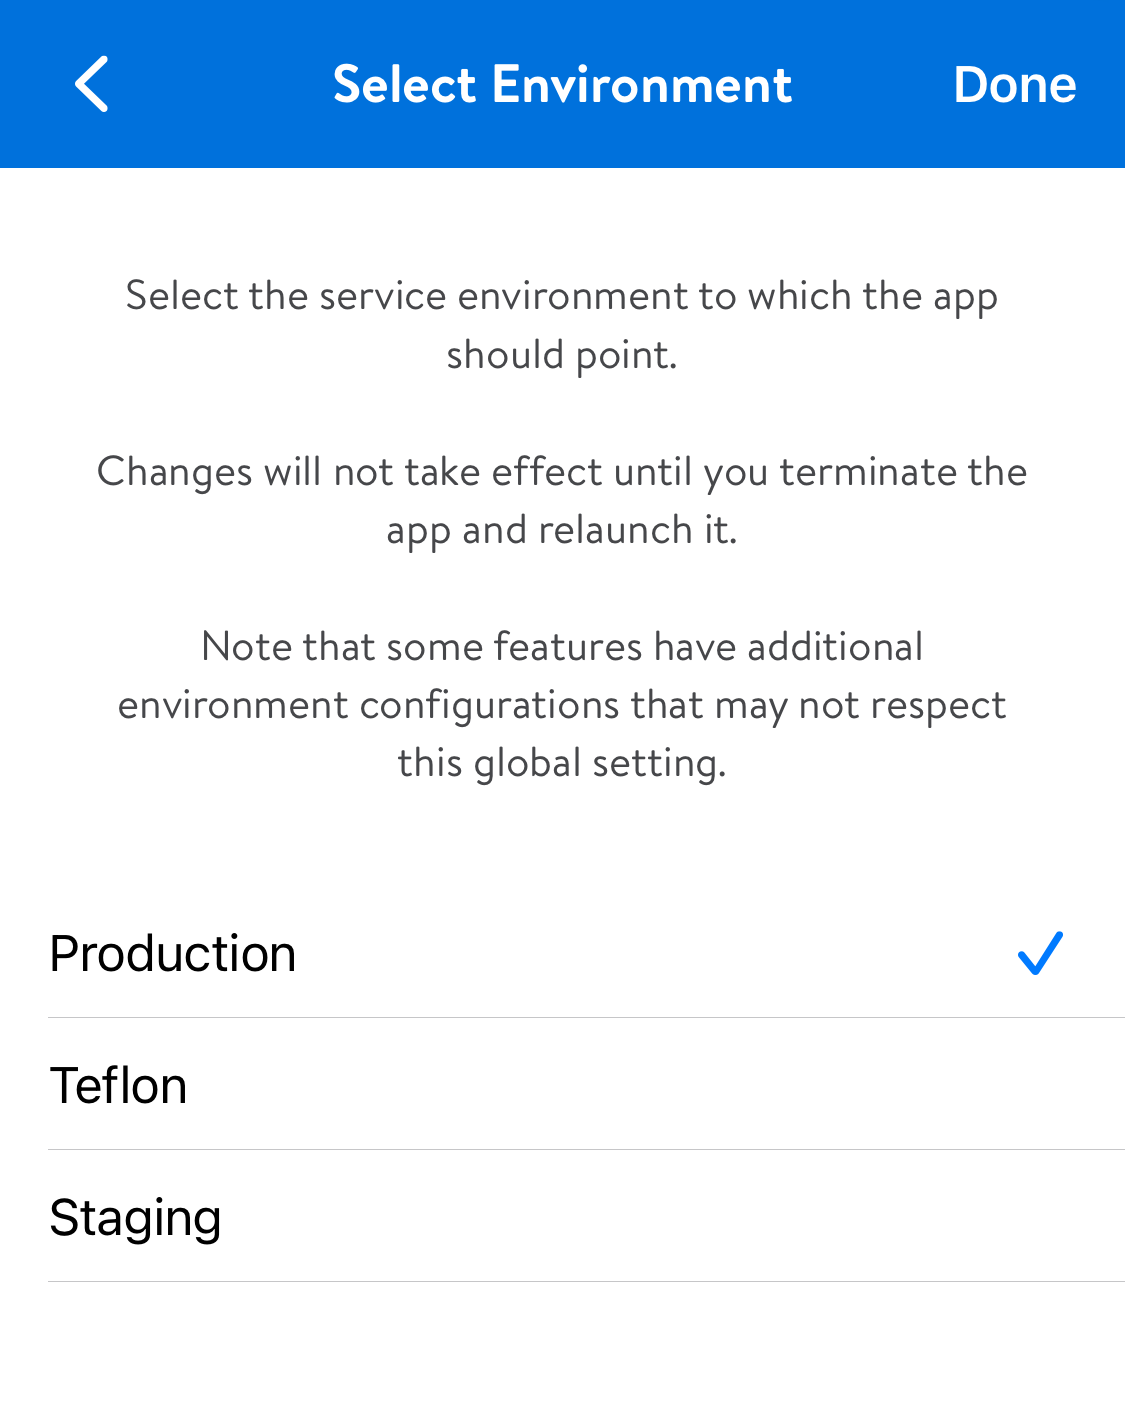 Select Environment
Done
Select the service environment to which the app
should point.
Changes will not take effect until you terminate the
app and relaunch it.
Note that some features have additional
environment configurations that may not respect
this global setting.
Production
Teflon
Staging